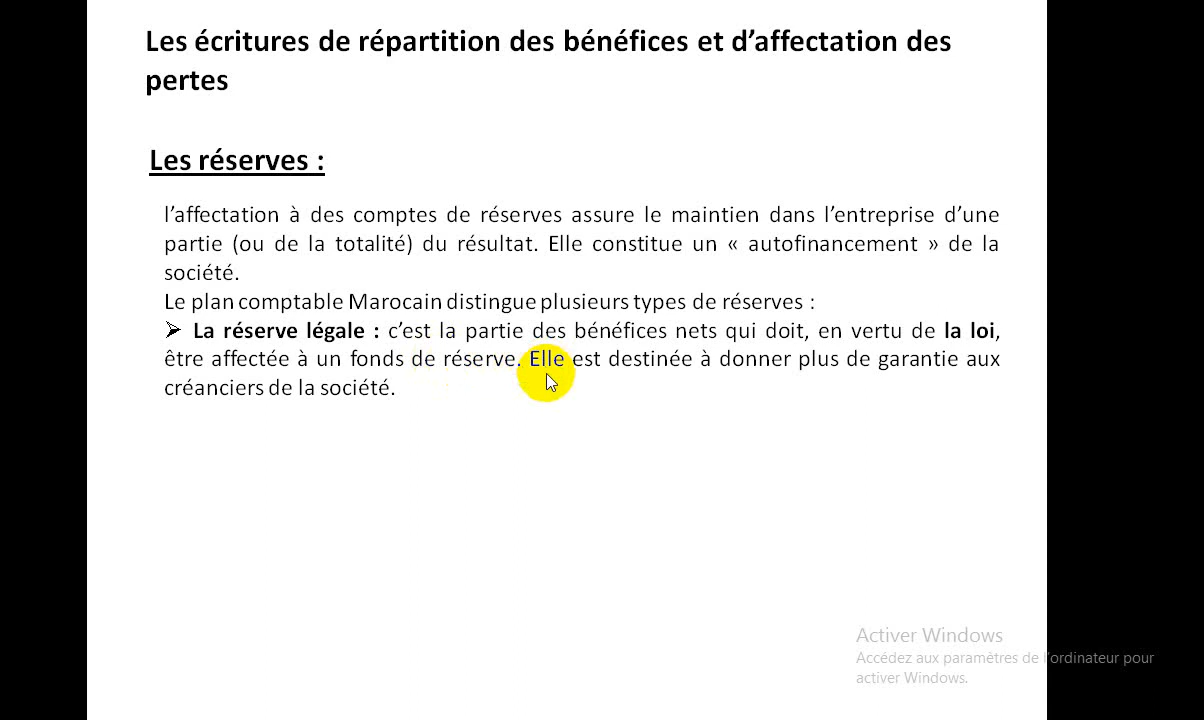 Les écritures de répartition des bénéfices et d’affectation des
pertes
Les réserves :
l’affectation à des comptes de réserves assure le maintien dans l’entreprise d’une
partie (ou de la totalité) du résultat. Elle constitue un « autofinancement » de la
société.
Le plan comptable Marocain distingue plusieurs types de réserves :
➢ La réserve légale : c’est la partie des bénéfices nets qui doit, en vertu de la loi,
être affectée à un fonds de réserve. Elle est destinée à donner plus de garantie aux
créanciers de la société.
Activer Windows
Accédez aux paramètres de l'ordinateur pour
activer Windows.